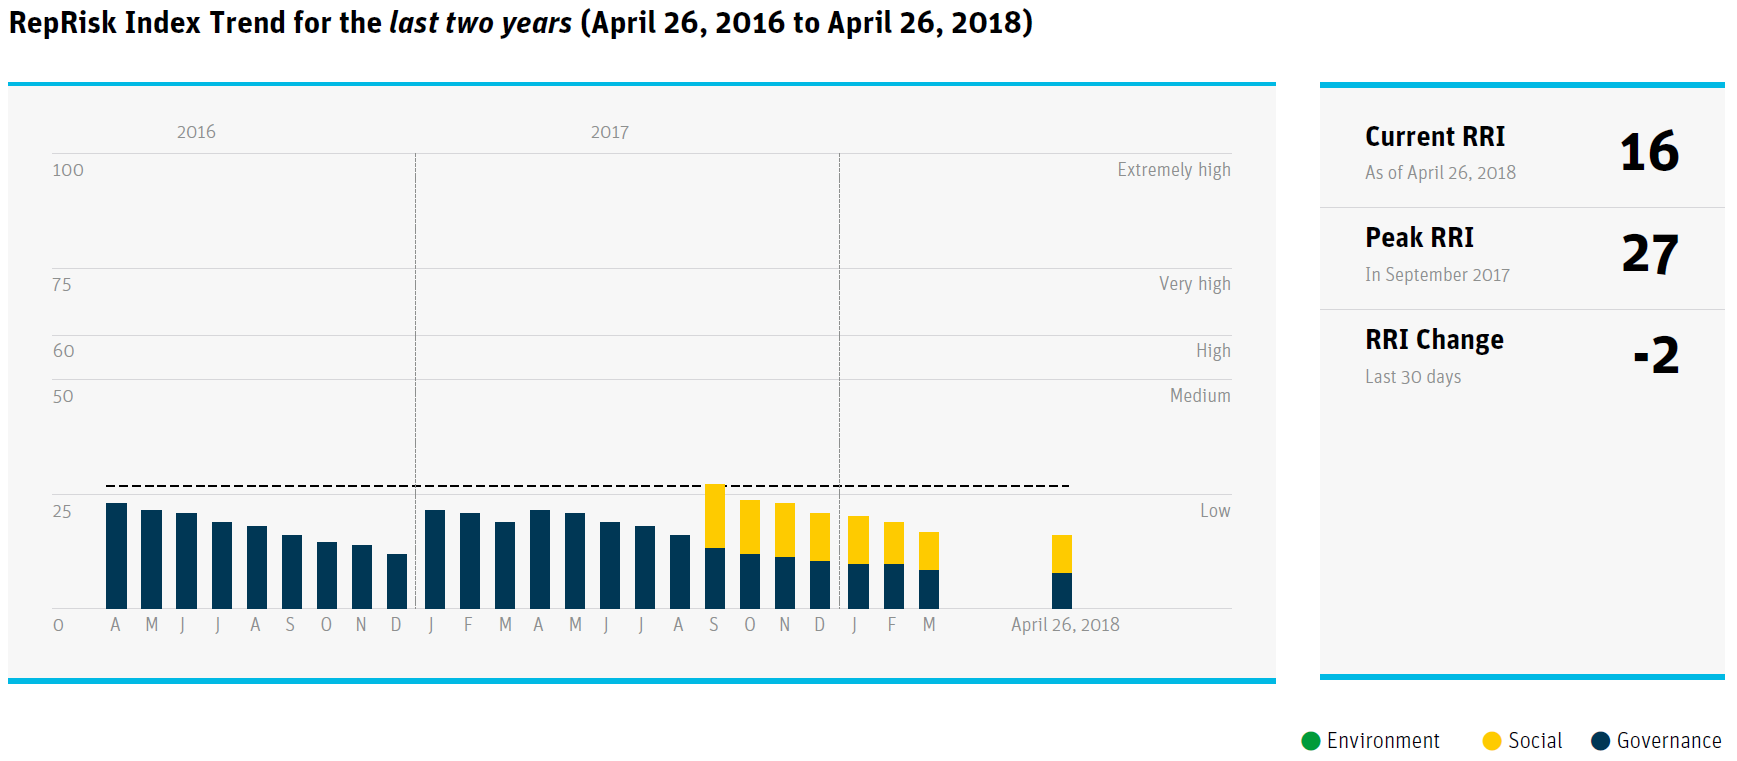 RepRisk Index Trend for the last two years (April 26, 2016 to April 26, 2018)
2016 2017
100 Extremely high
75 Very high
60 High
50 Medium
25 Low
0 A M J J A S O N D J F M A M J J A S O N D J F M April 26, 2018
Current RRI 16
As of April 26, 2018
Peak RRI 27
In September 2017
RRI Change -2
Last 30 days
Environment Social Governance